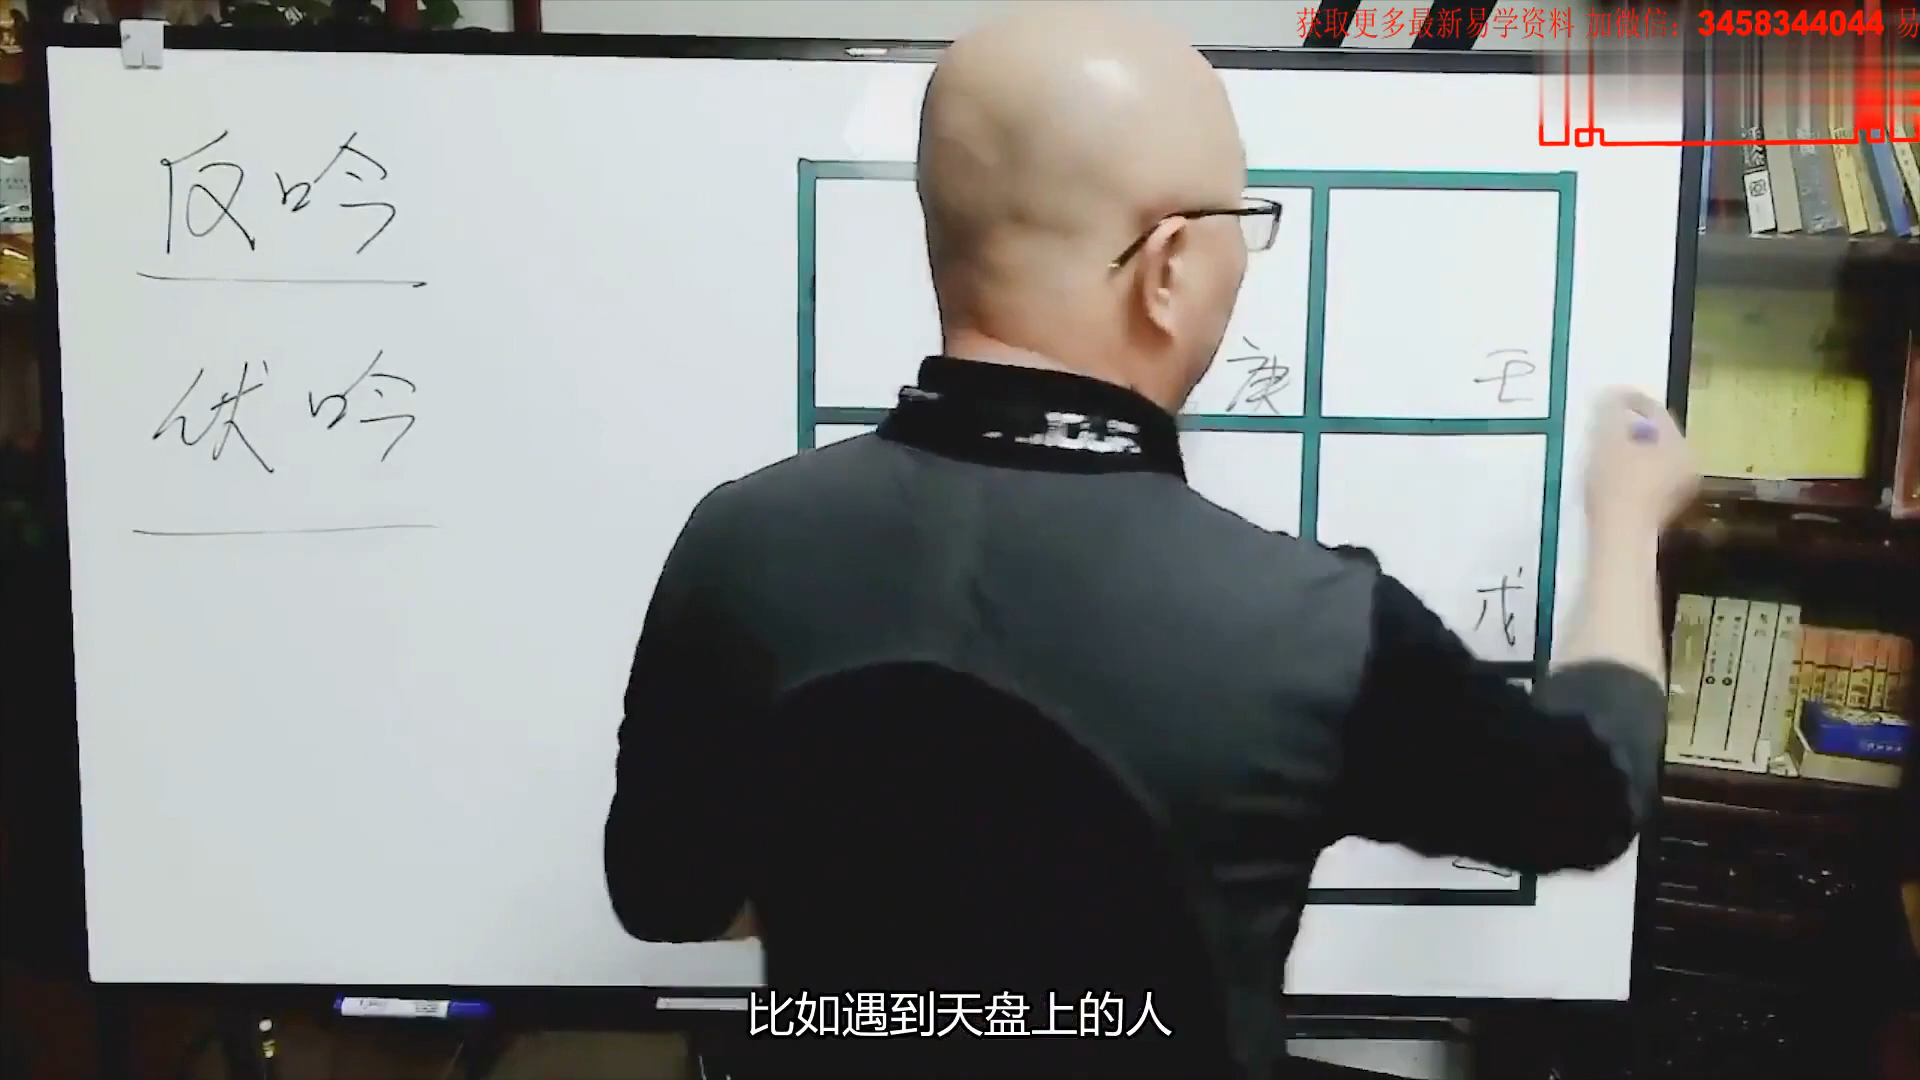 获取更多最新易学资料 加微信：3458344044 易
反吟
伏吟
庚
壬
戊
比如遇到天盘上的人